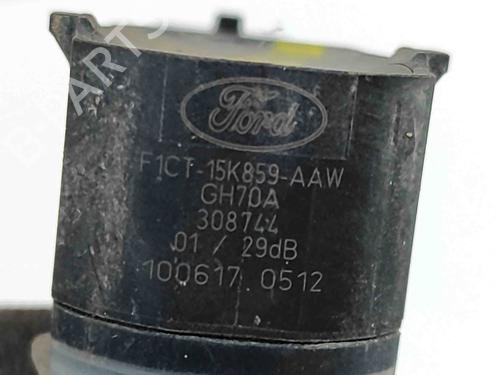 Ford
F1CT-15K859-AAW
GH70A
308744
01 / 29dB
100617 0512